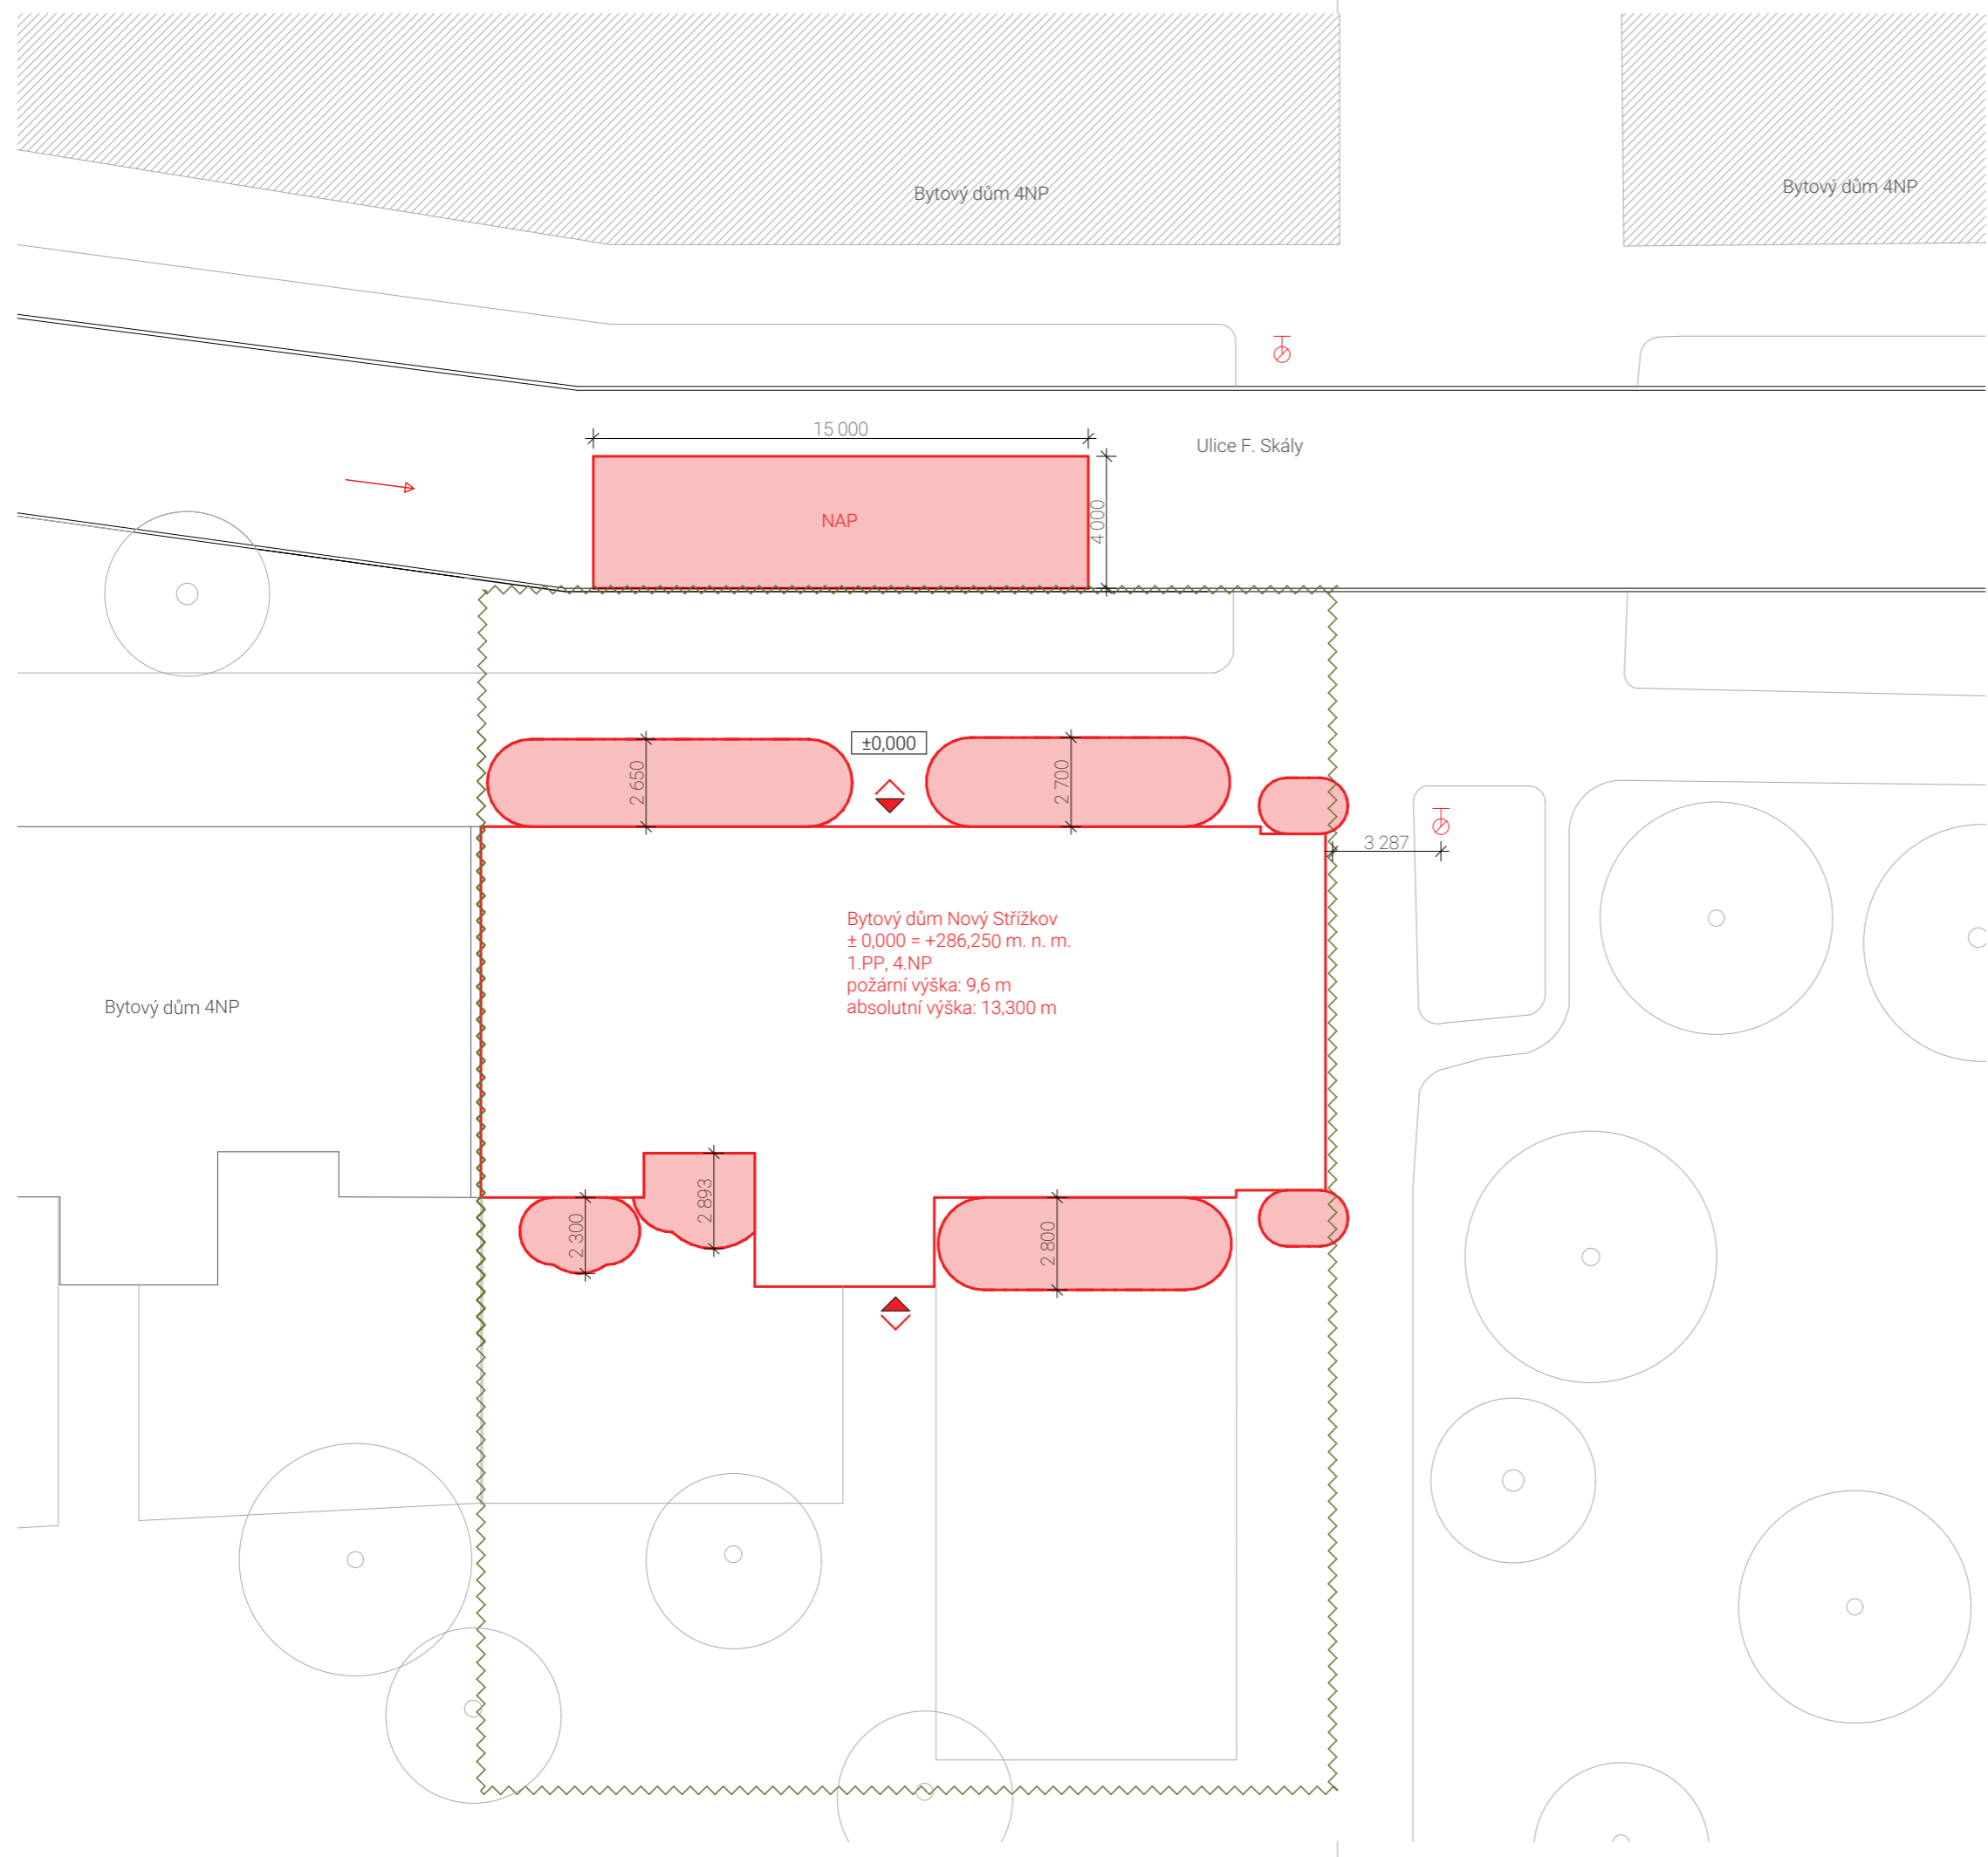 Bytový dům 4NP
Bytový dům 4NP
15 000
Ulice F. Skály
NAP
4 000
±0,000
2 650
2 700
3 287
Bytový dům Nový Střížkov
± 0,000 = +286,250 m. n. m.
1.PP, 4.NP
požární výška: 9,6 m
absolutní výška: 13,300 m
Bytový dům 4NP
2 893
2 300
2 800